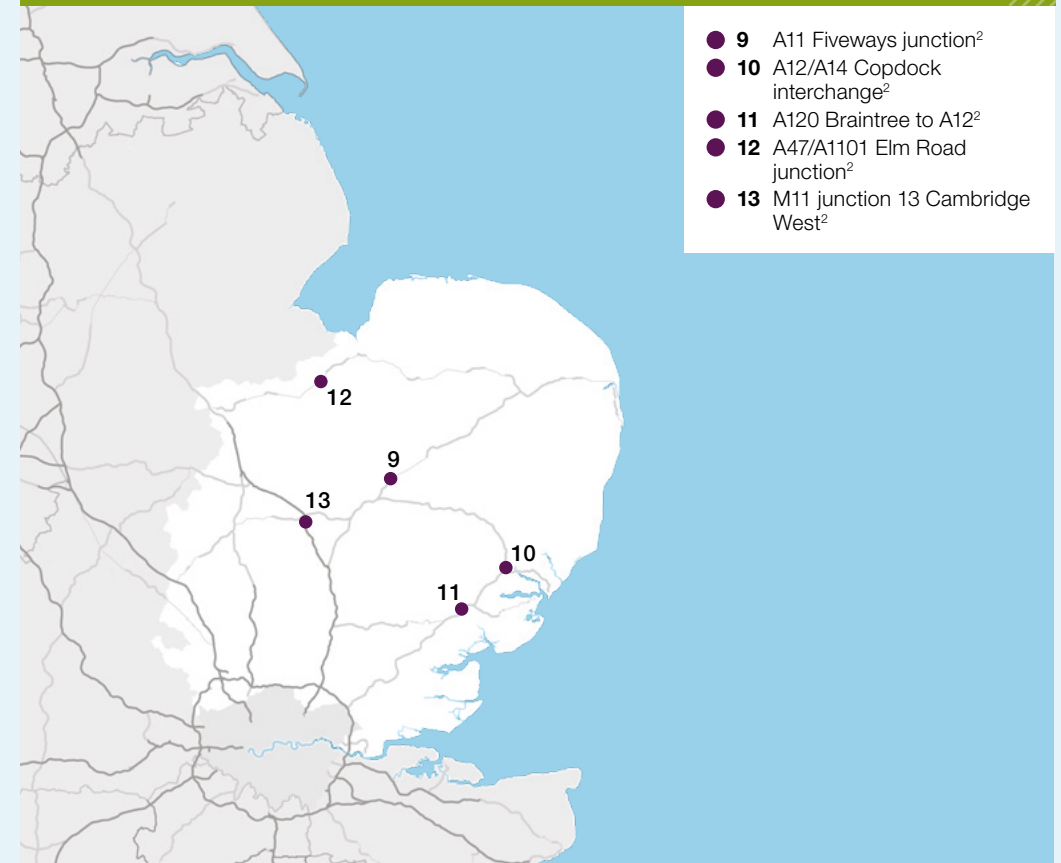 9 A11 Fiveways junction²
10 A12/A14 Copdock
interchange²
11 A120 Braintree to A12²
12 A47/A1101 Elm Road
junction²
13 M11 junction 13 Cambridge
West²
12
9
13
10
11